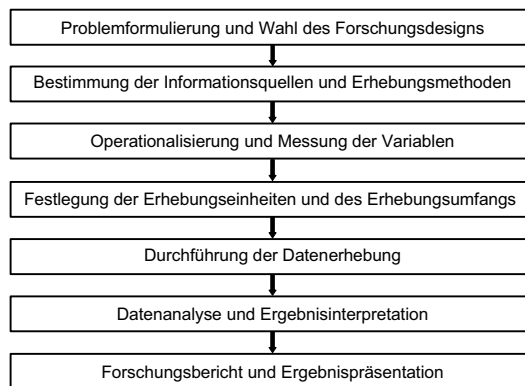 Problemformulierung und Wahl des Forschungsdesigns
Bestimmung der Informationsquellen und Erhebungsmethoden
Operationalisierung und Messung der Variablen
Festlegung der Erhebungseinheiten und des Erhebungsumfangs
Durchführung der Datenerhebung
Datenanalyse und Ergebnisinterpretation
Forschungsbericht und Ergebnispräsentation